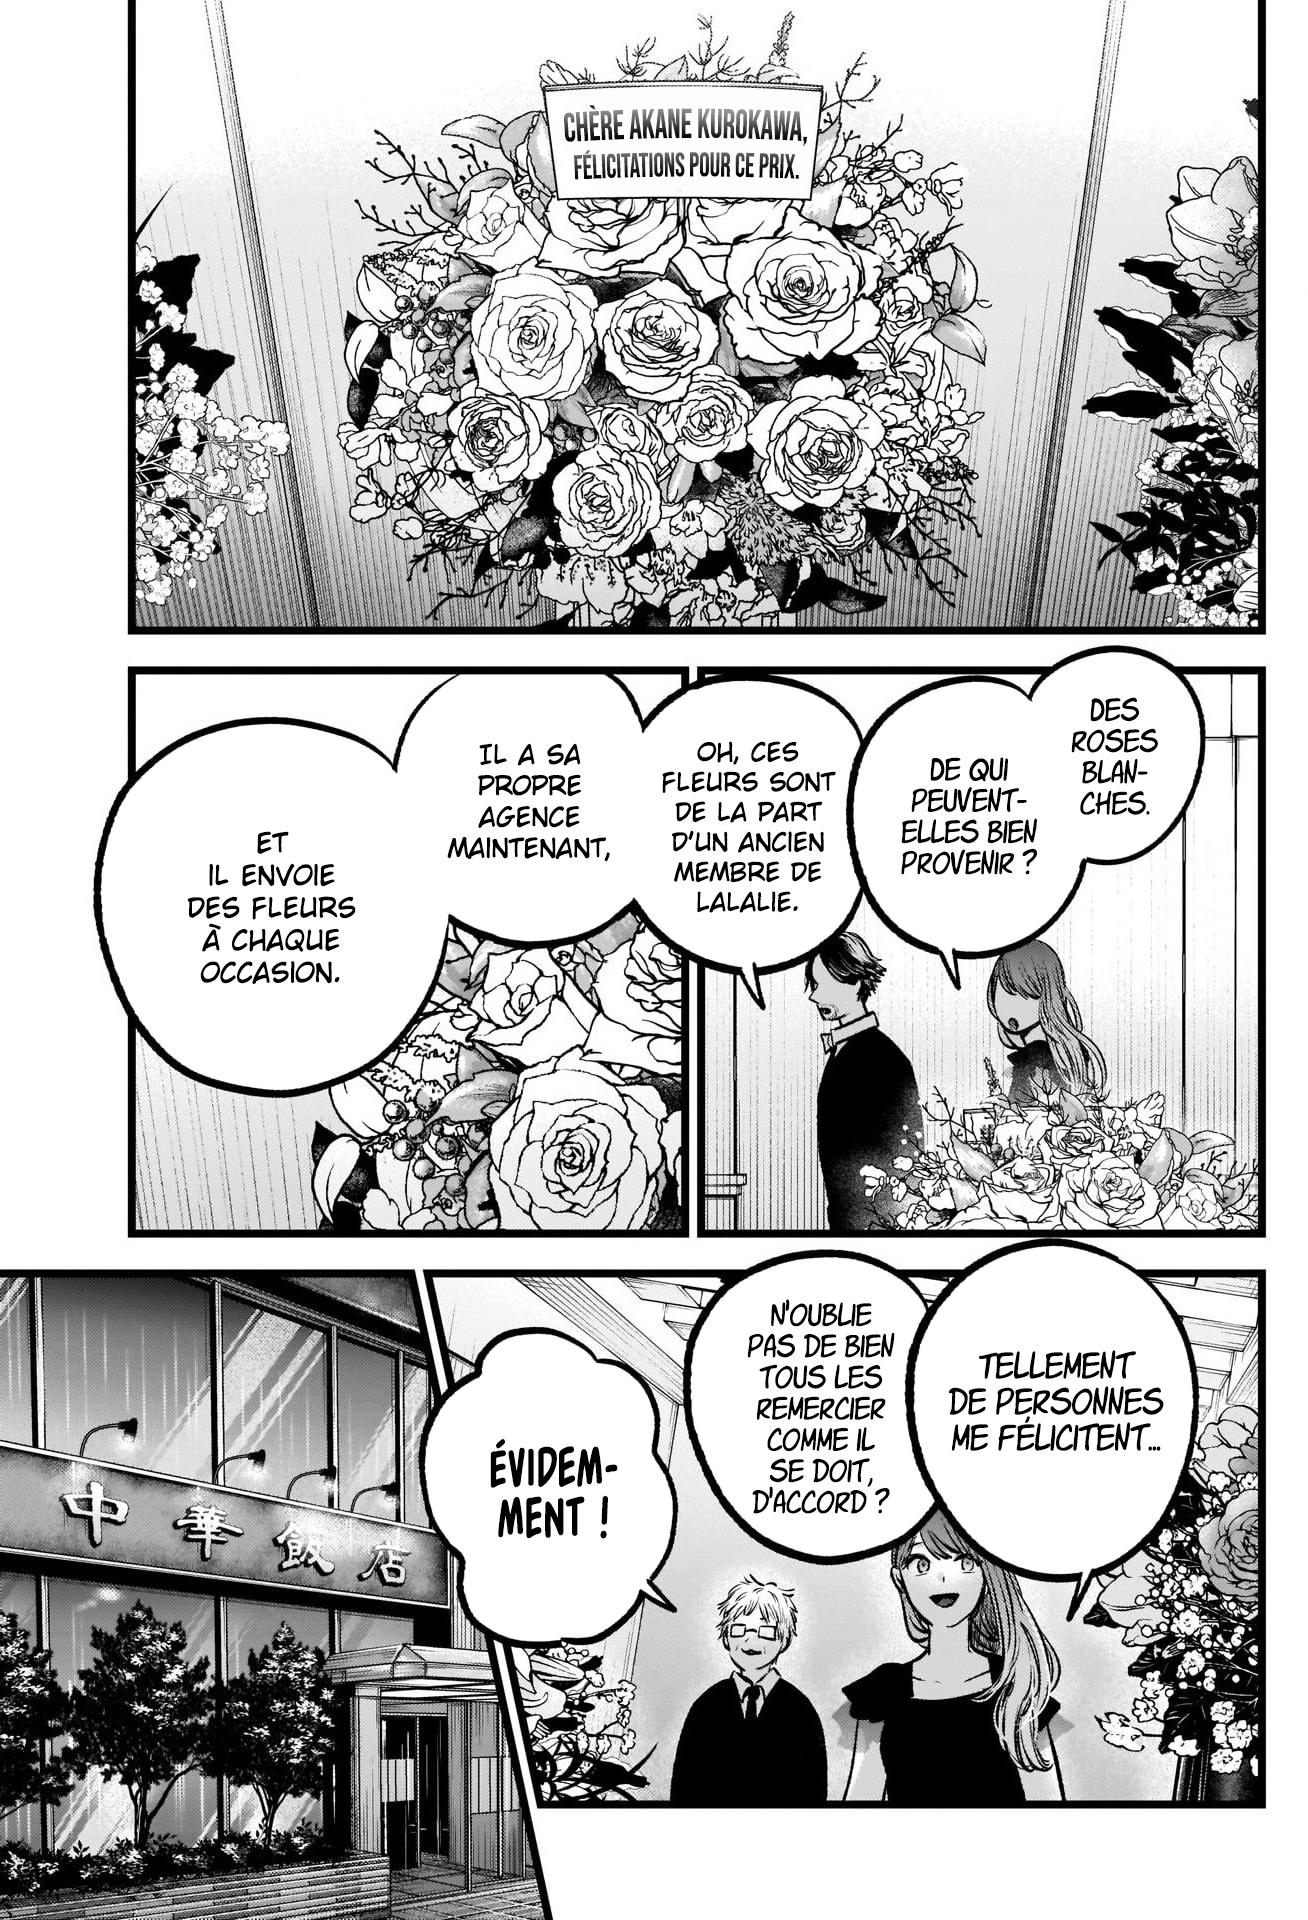 CHÈRE AKANE KUROKAWA,
FÉLICITATIONS POUR CE PRIX.
DES
ROSES
BLAN-
CHES.
DE QUI
PEUVENT-
ELLES BIEN
PROVENIR ?
OH, CES
FLEURS SONT
DE LA PART
D'UN ANCIEN
MEMBRE DE
LALALIE.
IL A SA
PROPRE
AGENCE
MAINTENANT,
ET
IL ENVOIE
DES FLEURS
À CHAQUE
OCCASION.
TELLEMENT
DE PERSONNES
ME FÉLICITENT...
N'OUBLIE
PAS DE BIEN
TOUS LES
REMERCIER
COMME IL
SE DOIT,
D'ACCORD ?
ÉVIDEM-
MENT !
中華飯店